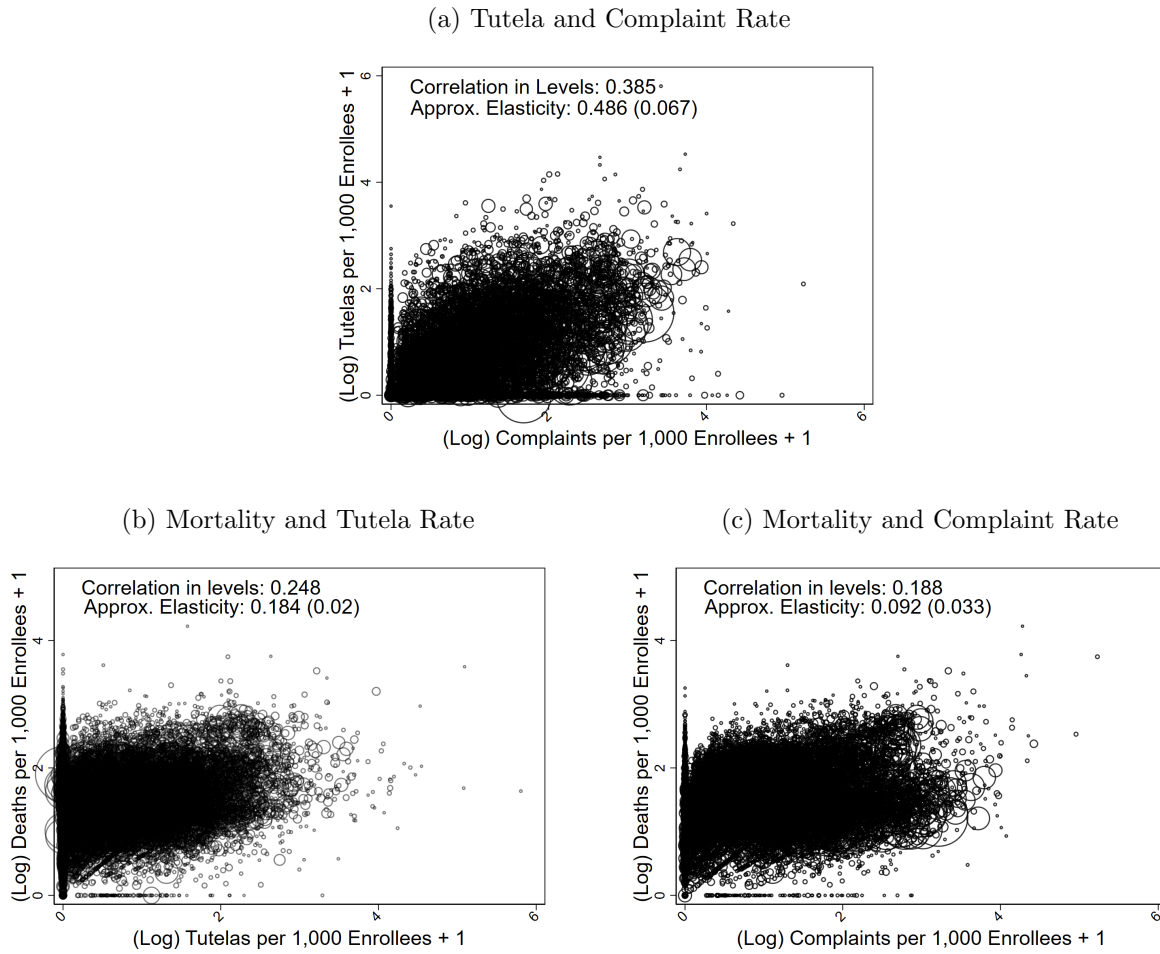 (a) Tutela and Complaint Rate
Correlation in Levels: 0.385
Approx. Elasticity: 0.486 (0.067)
(Log) Tutelas per 1,000 Enrollees + 1
6
4
2
0
0
2
4
6
(Log) Complaints per 1,000 Enrollees + 1
(b) Mortality and Tutela Rate
Correlation in levels: 0.248
Approx. Elasticity: 0.184 (0.02)
(Log) Deaths per 1,000 Enrollees + 1
4
2
0
0
2
4
6
(Log) Tutelas per 1,000 Enrollees + 1
(c) Mortality and Complaint Rate
Correlation in levels: 0.188
Approx. Elasticity: 0.092 (0.033)
(Log) Deaths per 1,000 Enrollees + 1
4
2
0
0
2
4
6
(Log) Complaints per 1,000 Enrollees + 1